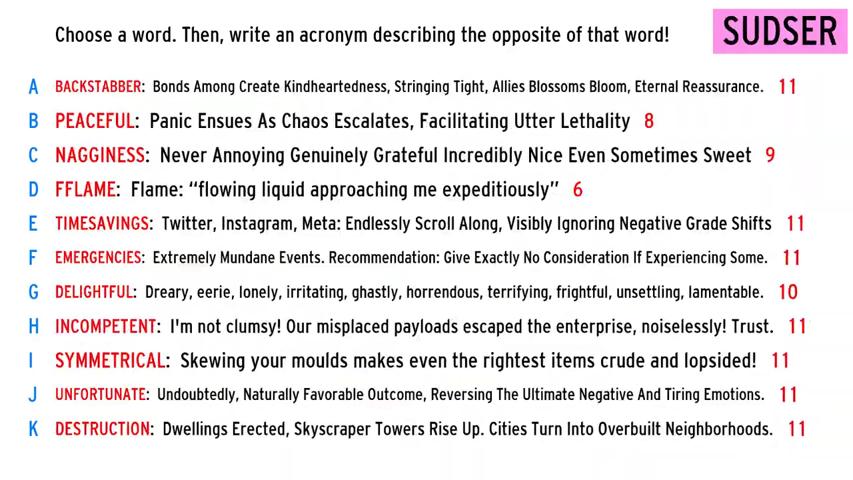 Choose a word. Then, write an acronym describing the opposite of that word!
SUDSER
A BACKSTABBER: Bonds Among Create Kindheartedness, Stringing Tight, Allies Blossoms Bloom, Eternal Reassurance. 11
B PEACEFUL: Panic Ensues As Chaos Escalates, Facilitating Utter Lethality 8
C NAGGINESS: Never Annoying Genuinely Grateful Incredibly Nice Even Sometimes Sweet 9
D FFLAME: Flame: “flowing liquid approaching me expeditiously” 6
E TIMESAVINGS: Twitter, Instagram, Meta: Endlessly Scroll Along, Visibly Ignoring Negative Grade Shifts 11
F EMERGENCIES: Extremely Mundane Events. Recommendation: Give Exactly No Consideration If Experiencing Some. 11
G DELIGHTFUL: Dreary, eerie, lonely, irritating, ghastly, horrendous, terrifying, frightful, unsettling, lamentable. 10
H INCOMPETENT: I'm not clumsy! Our misplaced payloads escaped the enterprise, noiselessly! Trust. 11
I SYMMETRICAL: Skewing your moulds makes even the rightest items crude and lopsided! 11
J UNFORTUNATE: Undoubtedly, Naturally Favorable Outcome, Reversing The Ultimate Negative And Tiring Emotions. 11
K DESTRUCTION: Dwellings Erected, Skyscraper Towers Rise Up. Cities Turn Into Overbuilt Neighborhoods. 11